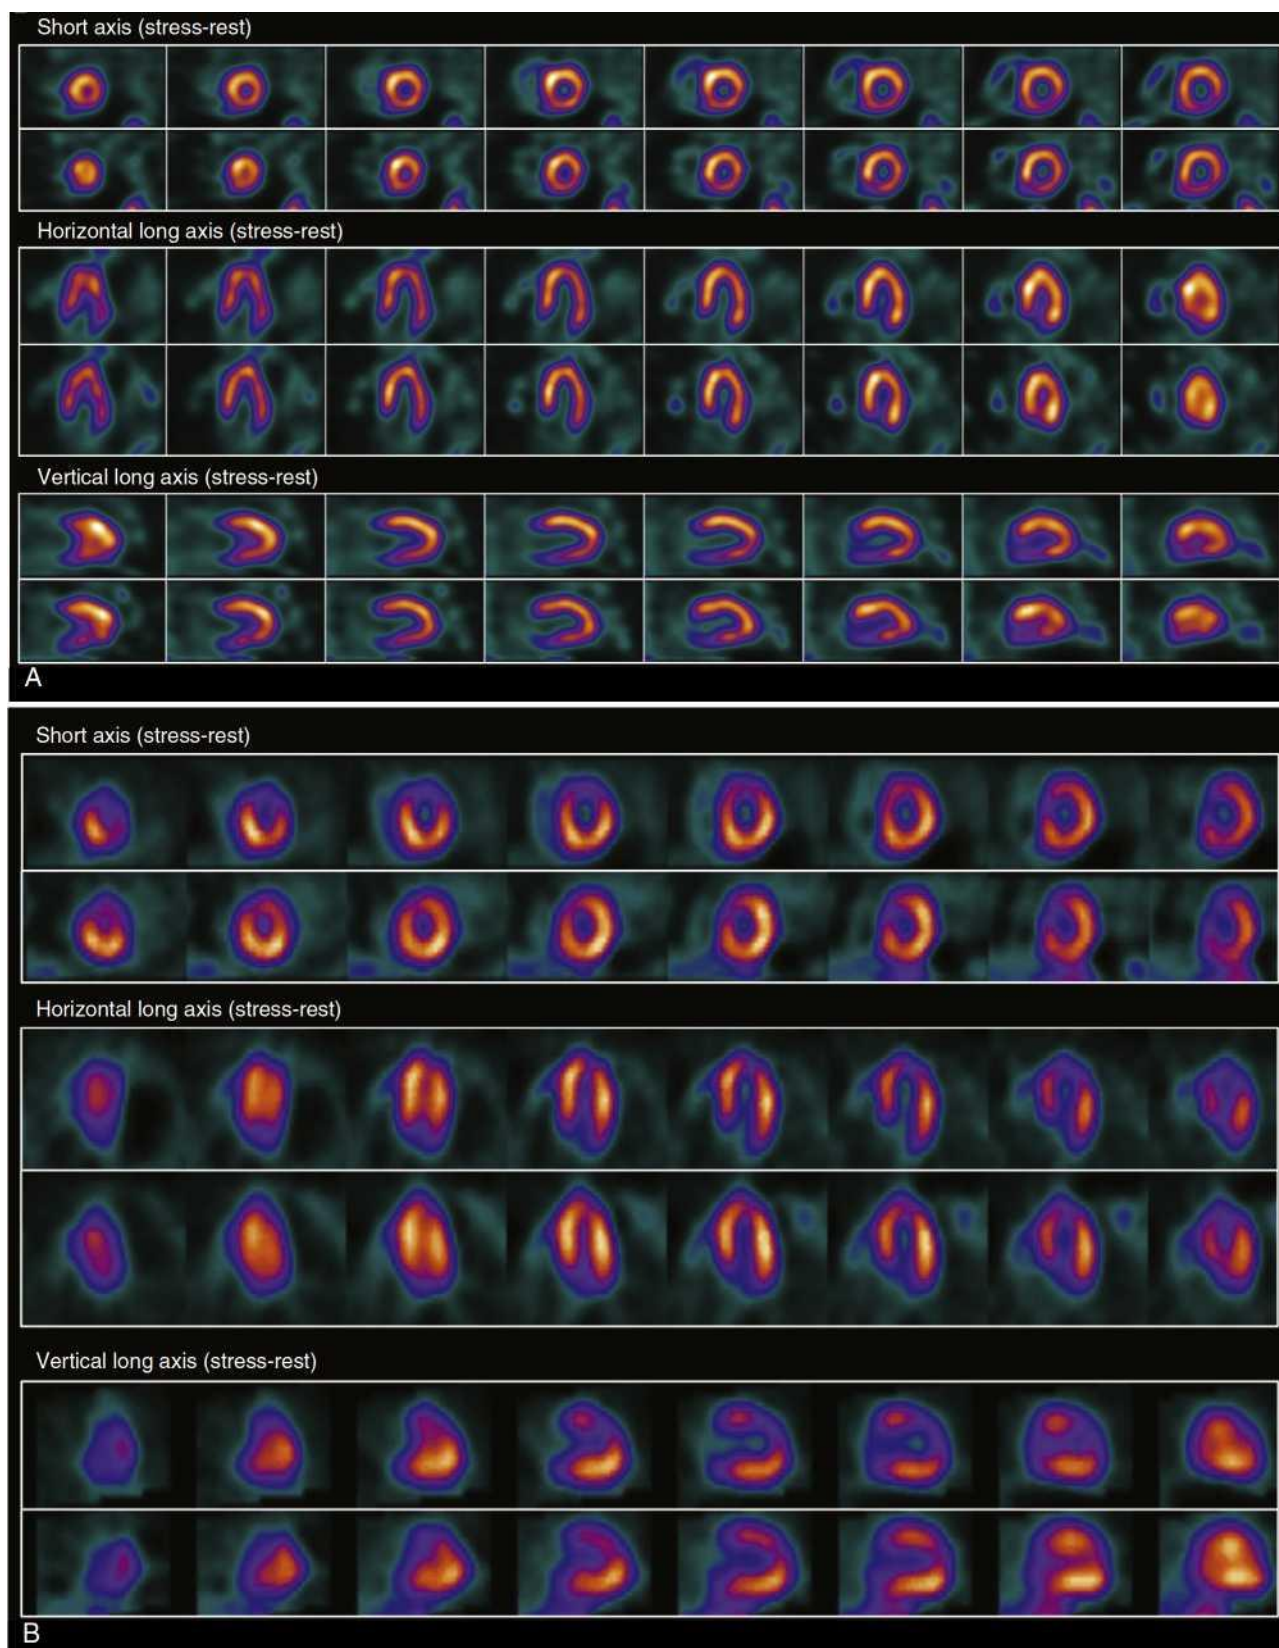 Short axis (stress-rest)
Horizontal long axis (stress-rest)
Vertical long axis (stress-rest)
A
Short axis (stress-rest)
Horizontal long axis (stress-rest)
Vertical long axis (stress-rest)
B